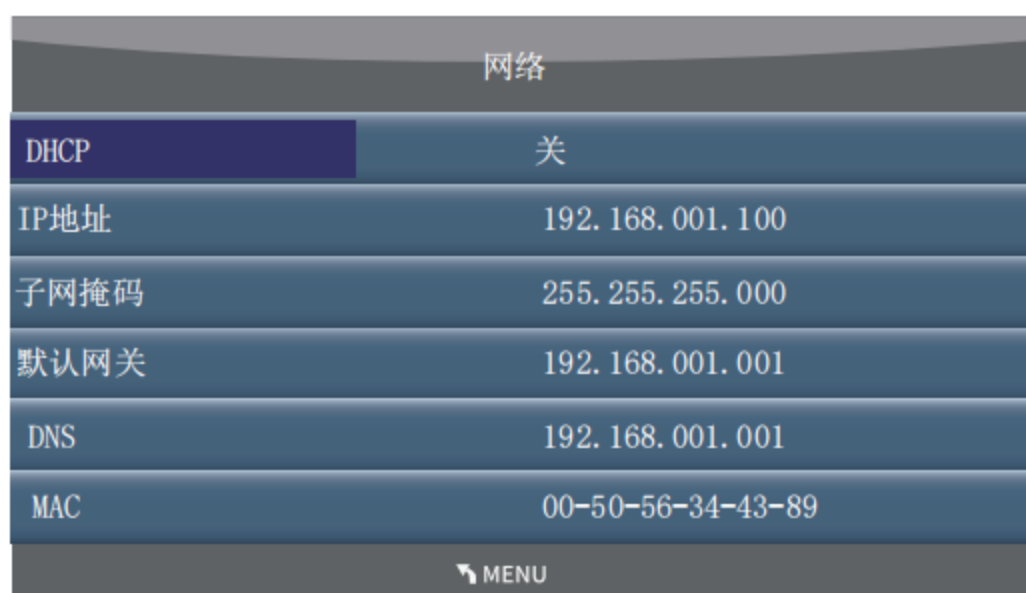 网络
DHCP 关
IP地址 192.168.001.100
子网掩码 255.255.255.000
默认网关 192.168.001.001
DNS 192.168.001.001
MAC 00-50-56-34-43-89
MENU